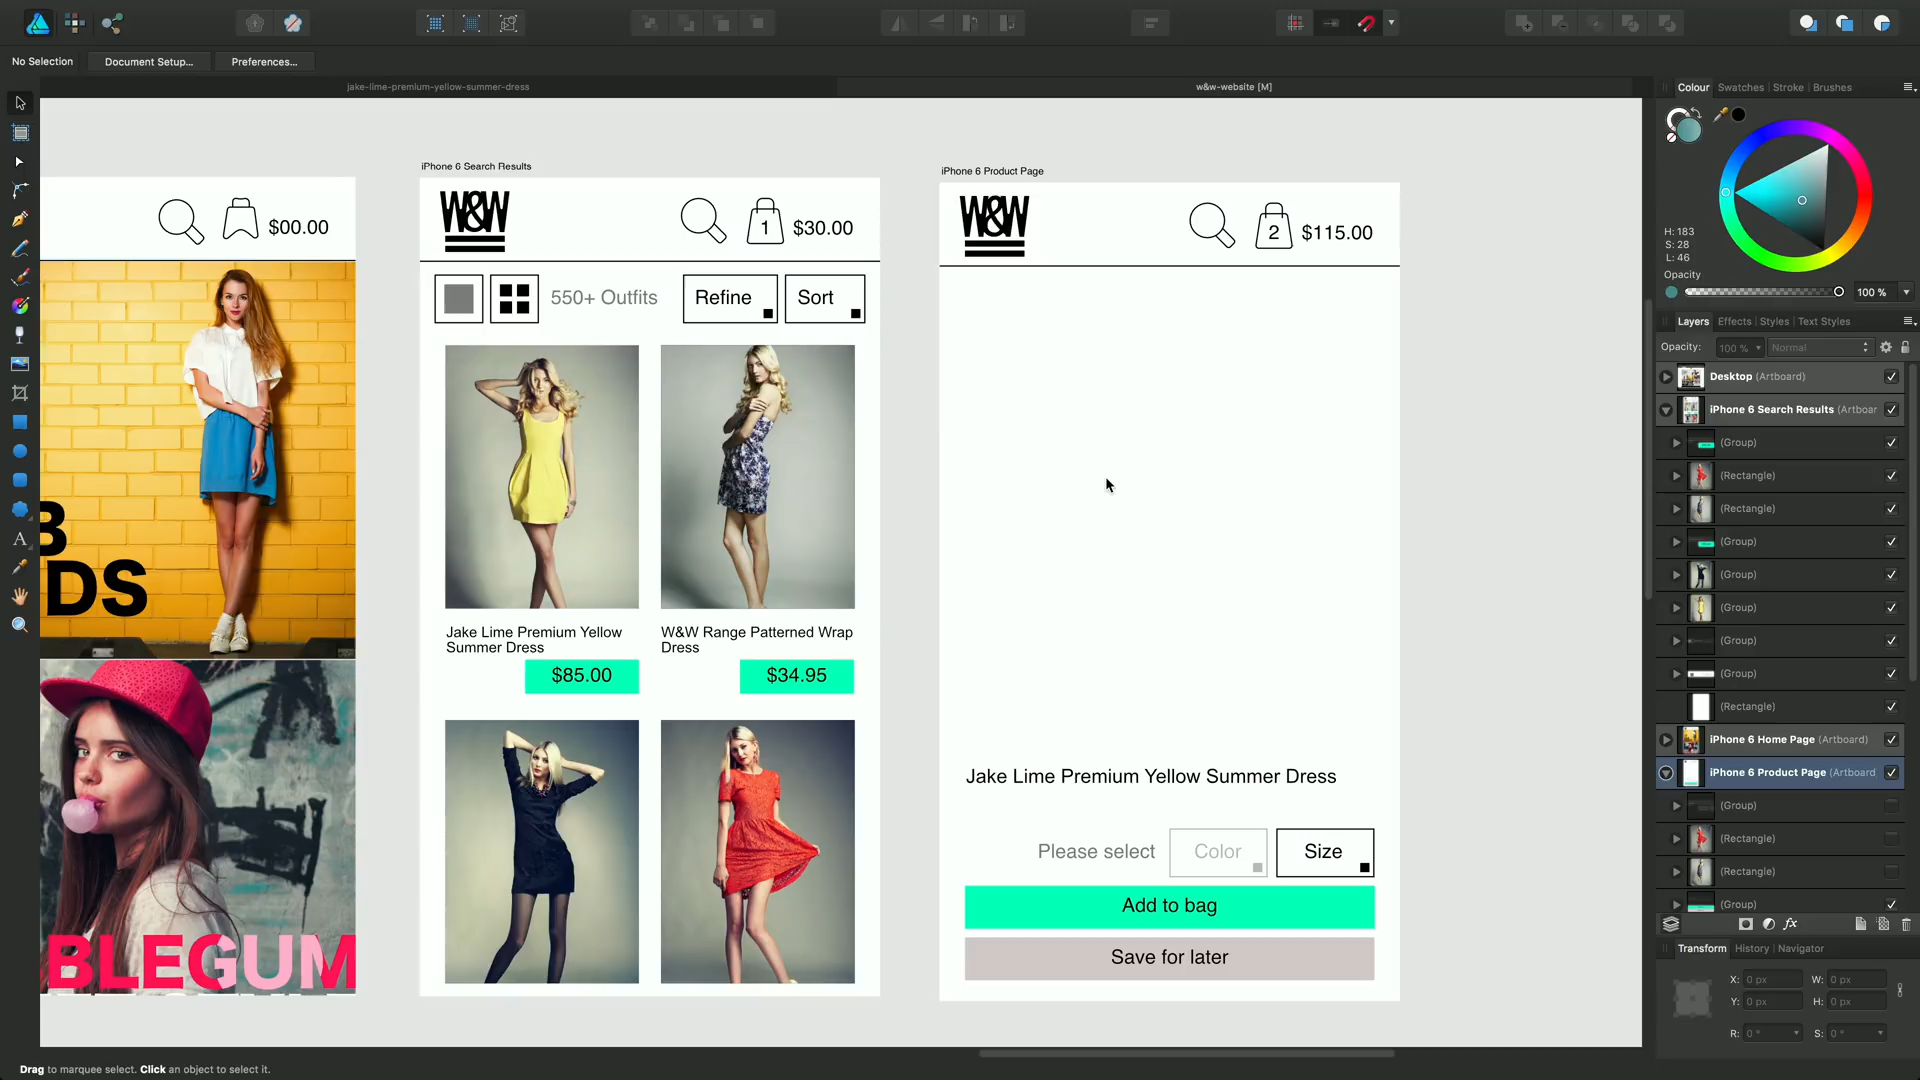 No Selection
Document Setup...
Preferences...
jake-lime-premium-yellow-summer-dress
w&w-website [M]
$00.00
B
DS
BLEGUM
iPhone 6 Search Results
W&W
1
$30.00
550+ Outfits
Refine
Sort
Jake Lime Premium Yellow
Summer Dress
$85.00
W&W Range Patterned Wrap
Dress
$34.95
iPhone 6 Product Page
W&W
2
$115.00
Jake Lime Premium Yellow Summer Dress
Please select
Color
Size
Add to bag
Save for later
Colour
Swatches
Stroke
Brushes
H: 183
S: 28
L: 46
Opacity
100 %
Layers
Effects
Styles
Text Styles
Opacity:
100 %
Normal
Desktop (Artboard)
iPhone 6 Search Results (Artboar
(Group)
(Rectangle)
(Rectangle)
(Group)
(Group)
(Group)
(Group)
(Group)
(Rectangle)
iPhone 6 Home Page (Artboard)
iPhone 6 Product Page (Artboard
(Group)
(Rectangle)
(Rectangle)
(Group)
fx
Transform
History
Navigator
X: 0 px
W: 0 px
Y: 0 px
H: 0 px
R: 0 °
S: 0 °
A
Drag to marquee select. Click an object to select it.